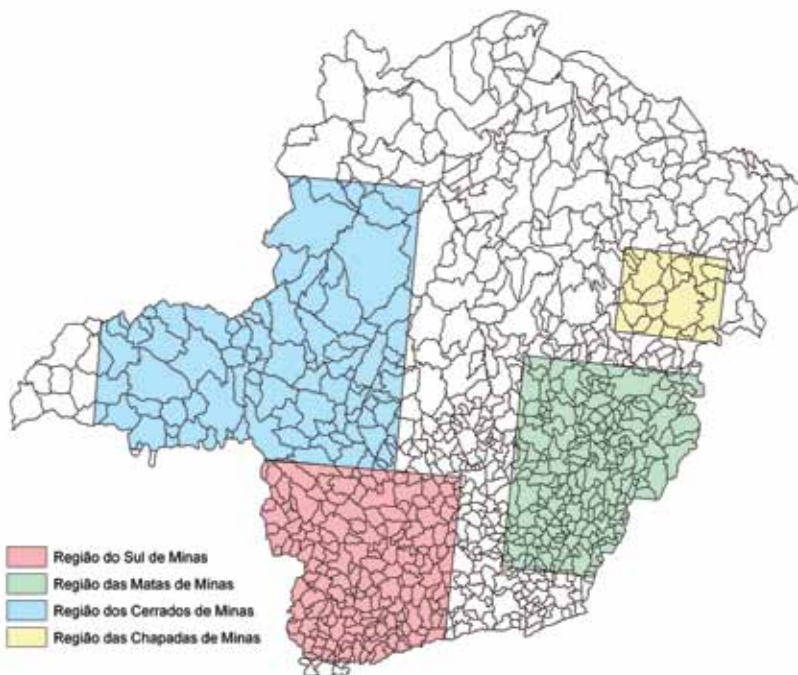 Região do Sul de Minas
Região das Matas de Minas
Região dos Cerrados de Minas
Região das Chapadas de Minas